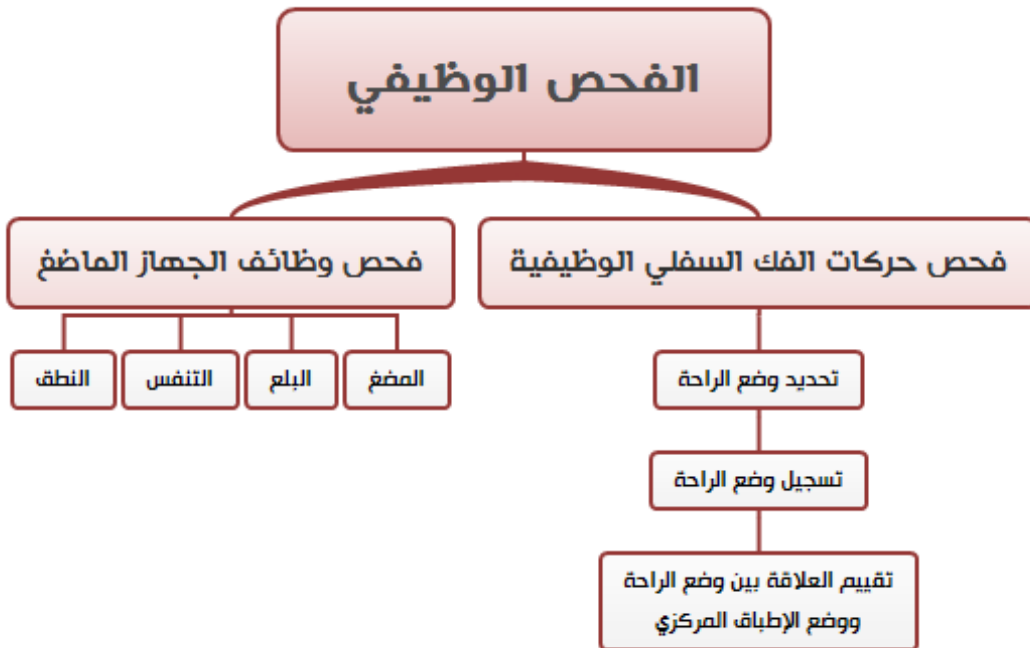 الفحص الوظيفي
فحص حركات الفك السفلي الوظيفية
فحص وظائف الجهاز الماضغ
تحديد وضع الراحة
تسجيل وضع الراحة
تقييم العلاقة بين وضع الراحة
ووضع الإطباق المركزي
المضغ
البلع
التنفس
النطق